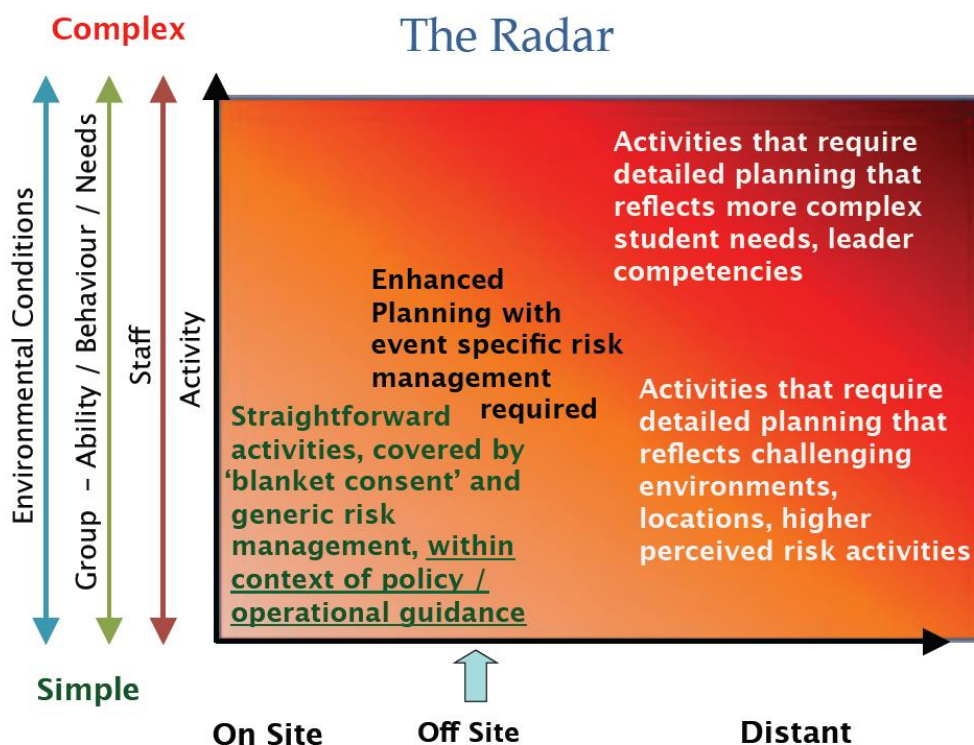 Complex
The Radar
Environmental Conditions
Group – Ability / Behaviour / Needs
Staff
Activity
Activities that require
detailed planning that
reflects more complex
student needs, leader
competencies
Enhanced
Planning with
event specific risk
management
required
Straightforward
activities, covered by
‘blanket consent’ and
generic risk
management, within
context of policy /
operational guidance
Activities that require
detailed planning that
reflects challenging
environments,
locations, higher
perceived risk activities
Simple
On Site
Off Site
Distant